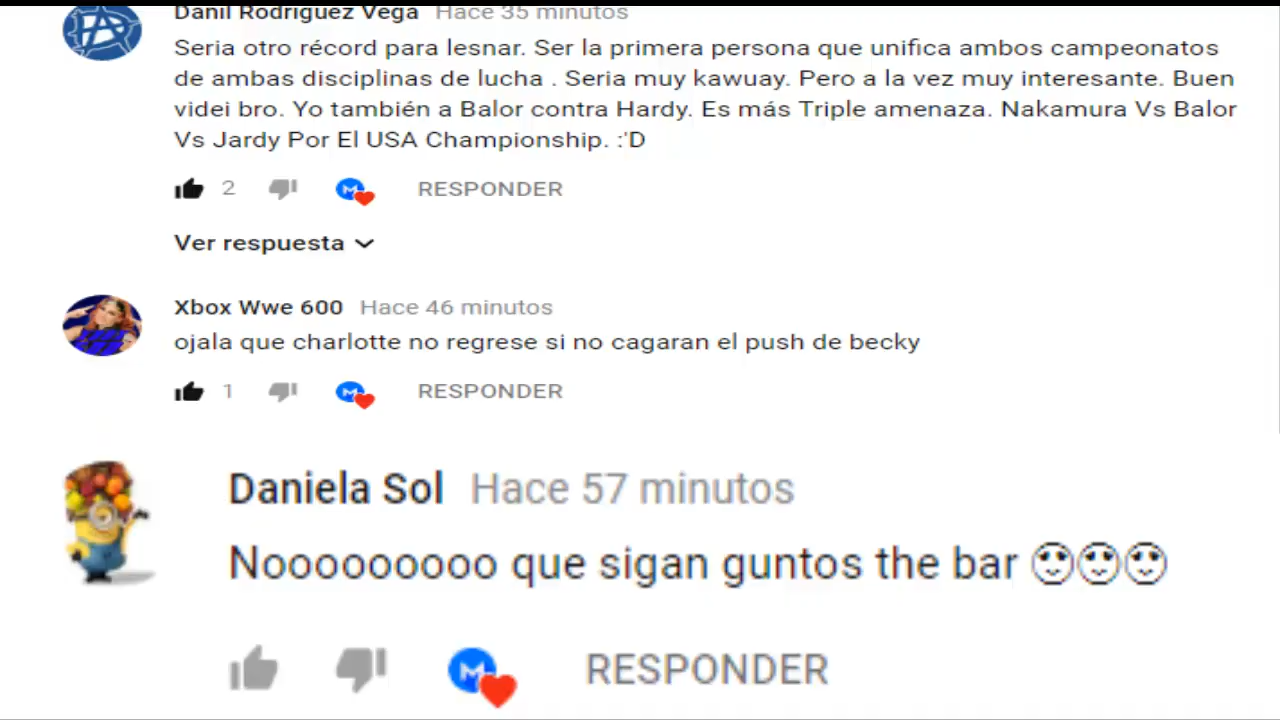 Danil Rodriguez Vega Hace 35 minutos
Seria otro récord para lesnar. Ser la primera persona que unifica ambos campeonatos
de ambas disciplinas de lucha . Seria muy kawuay. Pero a la vez muy interesante. Buen
videi bro. Yo también a Balor contra Hardy. Es más Triple amenaza. Nakamura Vs Balor
Vs Jardy Por El USA Championship. :'D
2 M RESPONDER
Ver respuesta
Xbox Wwe 600 Hace 46 minutos
ojala que charlotte no regrese si no cagaran el push de becky
1 M RESPONDER
Daniela Sol Hace 57 minutos
Nooooooooo que sigan guntos the bar
M RESPONDER